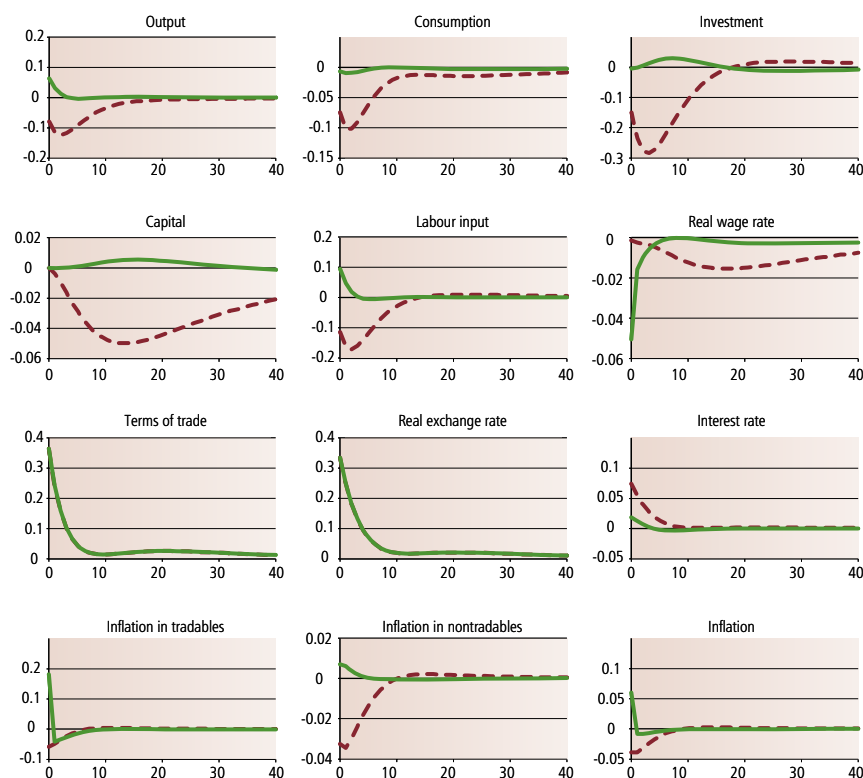 Output
0.2
0.1
0
-0.1
-0.2
0 10 20 30 40
Consumption
0
-0.05
-0.1
-0.15
0 10 20 30 40
Investment
0
-0.1
-0.2
-0.3
0 10 20 30 40
Capital
0.02
0
-0.02
-0.04
-0.06
0 10 20 30 40
Labour input
0.2
0.1
0
-0.1
-0.2
0 10 20 30 40
Real wage rate
0
-0.02
-0.04
-0.06
0 10 20 30 40
Terms of trade
0.4
0.3
0.2
0.1
0
0 10 20 30 40
Real exchange rate
0.4
0.3
0.2
0.1
0
0 10 20 30 40
Interest rate
0.1
0.05
0
-0.05
0 10 20 30 40
Inflation in tradables
0.2
0.1
0
-0.1
0 10 20 30 40
Inflation in nontradables
0.02
0
-0.02
-0.04
0 10 20 30 40
Inflation
0.1
0.05
0
-0.05
0 10 20 30 40